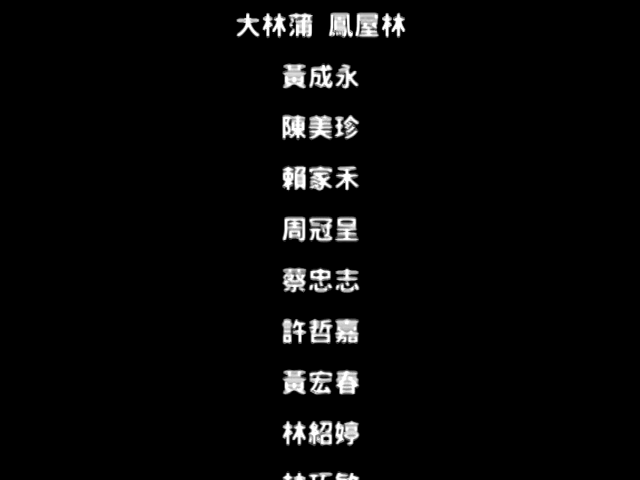 大林蒲 鳳屋林
黃成永
陳美珍
賴家禾
周冠呈
蔡忠志
許哲嘉
黃宏春
林紹婷